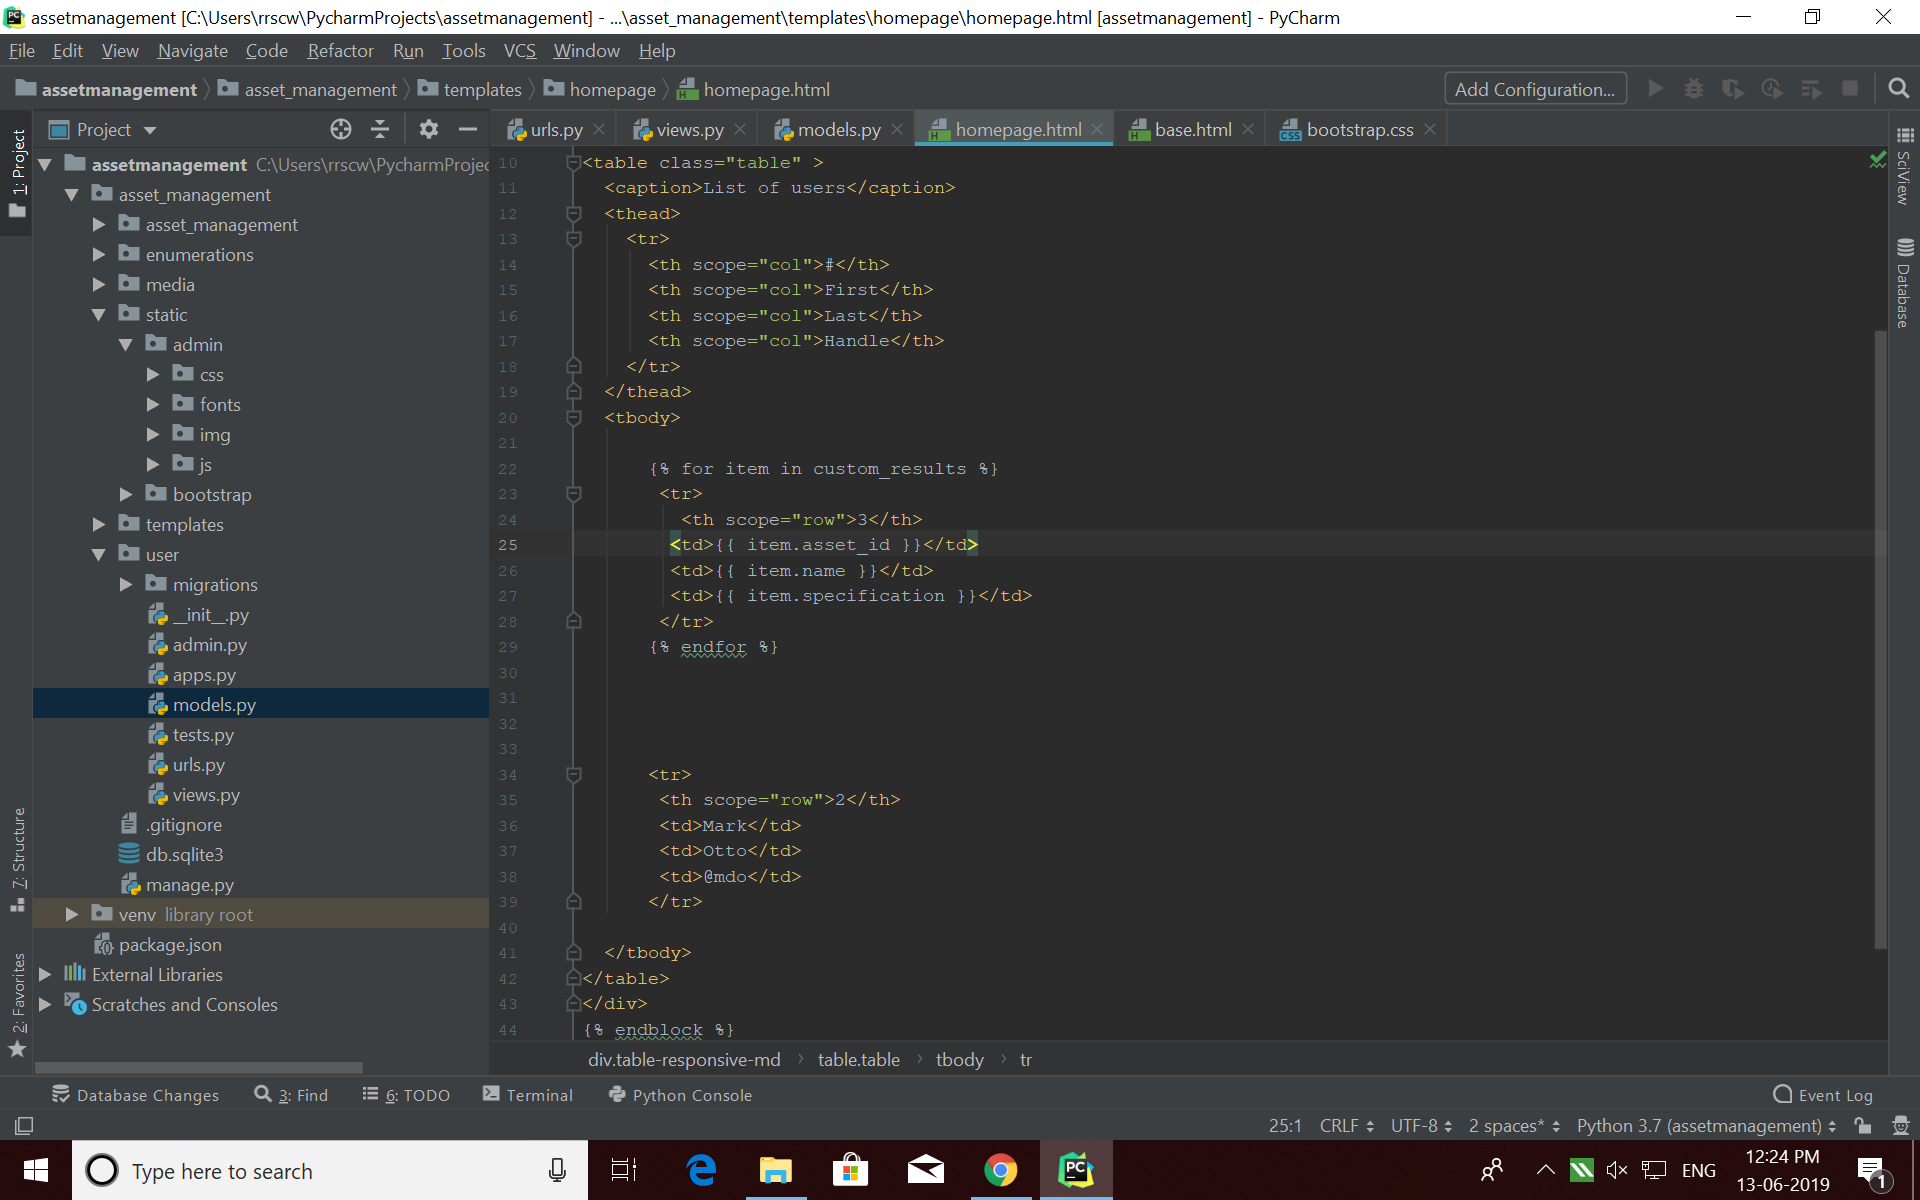 assetmanagement [C:\Users\rrscw\PycharmProjects\assetmanagement] - ...\asset_management\templates\homepage\homepage.html [assetmanagement] - PyCharm
File Edit View Navigate Code Refactor Run Tools VCS Window Help
assetmanagement asset_management templates homepage homepage.html Add Configuration...
Project urls.py views.py models.py homepage.html base.html bootstrap.css
1: Project
7: Structure
2: Favorites
assetmanagement C:\Users\rrscw\PycharmProjec
asset_management
asset_management
enumerations
media
static
admin
css
fonts
img
js
bootstrap
templates
user
migrations
__init__.py
admin.py
apps.py
models.py
tests.py
urls.py
views.py
.gitignore
db.sqlite3
manage.py
venv library root
package.json
External Libraries
Scratches and Consoles
10 <table class="table" >
11 <caption>List of users</caption>
12 <thead>
13 <tr>
14 <th scope="col">#</th>
15 <th scope="col">First</th>
16 <th scope="col">Last</th>
17 <th scope="col">Handle</th>
18 </tr>
19 </thead>
20 <tbody>
21
22 {% for item in custom_results %}
23 <tr>
24 <th scope="row">3</th>
25 <td>{{ item.asset_id }}</td>
26 <td>{{ item.name }}</td>
27 <td>{{ item.specification }}</td>
28 </tr>
29 {% endfor %}
30
31
32
33
34 <tr>
35 <th scope="row">2</th>
36 <td>Mark</td>
37 <td>Otto</td>
38 <td>@mdo</td>
39 </tr>
40
41 </tbody>
42 </table>
43 </div>
44 {% endblock %}
SciView
Database
div.table-responsive-md table.table tbody tr
Database Changes 3: Find 6: TODO Terminal Python Console Event Log
25:1 CRLF UTF-8 2 spaces* Python 3.7 (assetmanagement)
Type here to search
ENG
12:24 PM
13-06-2019
1